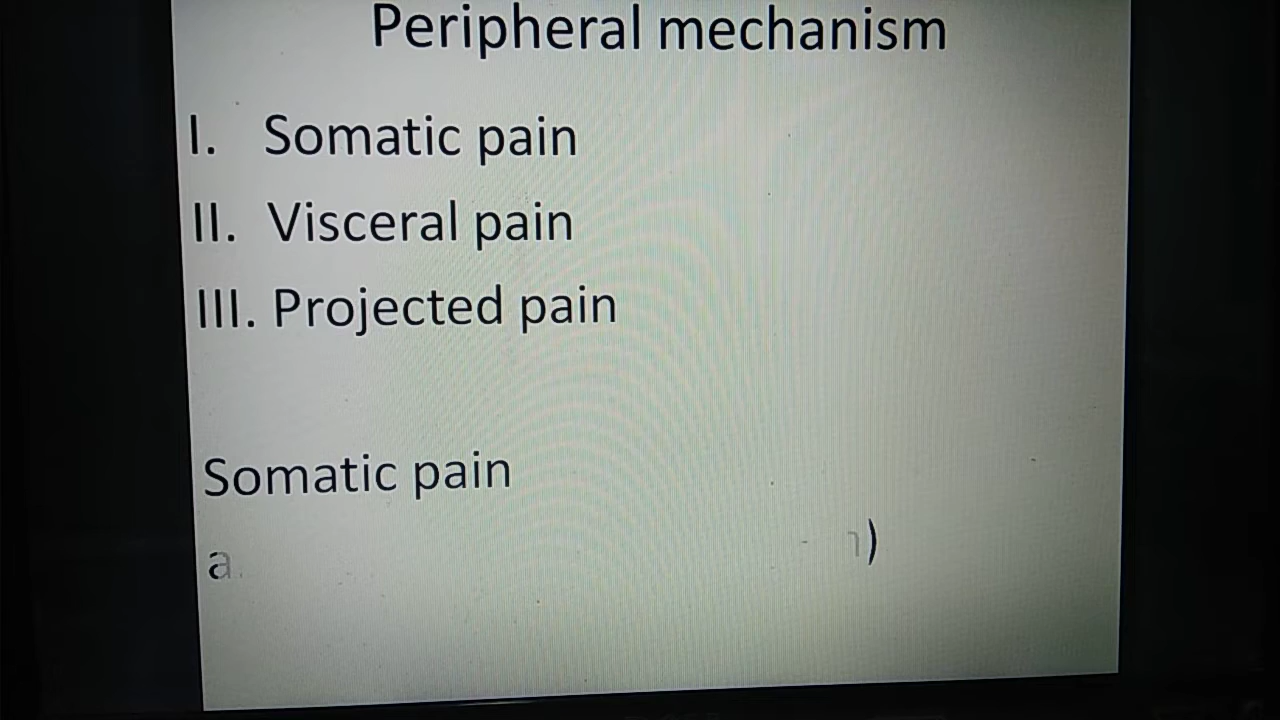 Peripheral mechanism
I. Somatic pain
II. Visceral pain
III. Projected pain
Somatic pain
a.